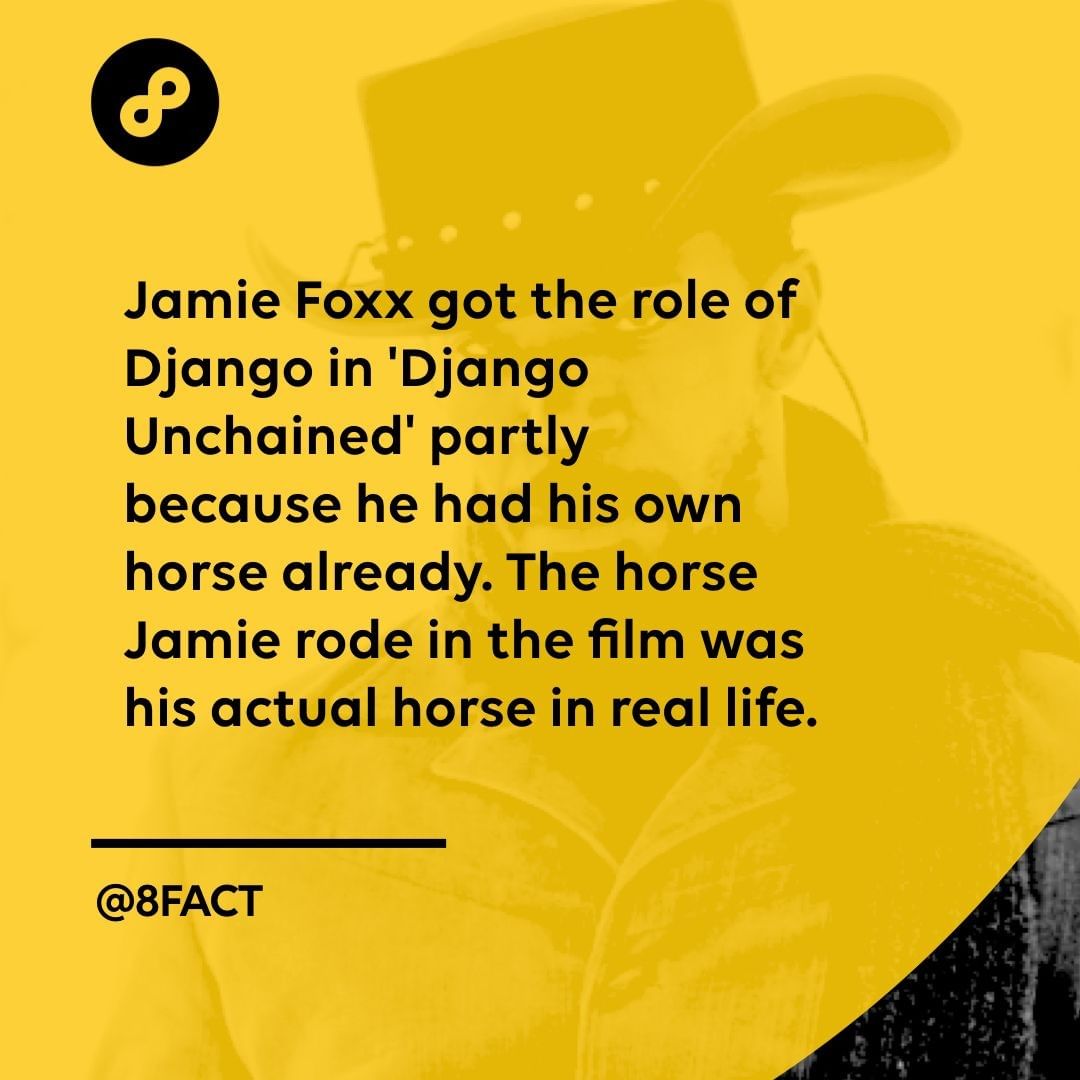 Jamie Foxx got the role of
Django in 'Django
Unchained' partly
because he had his own
horse already. The horse
Jamie rode in the film was
his actual horse in real life.
@8FACT